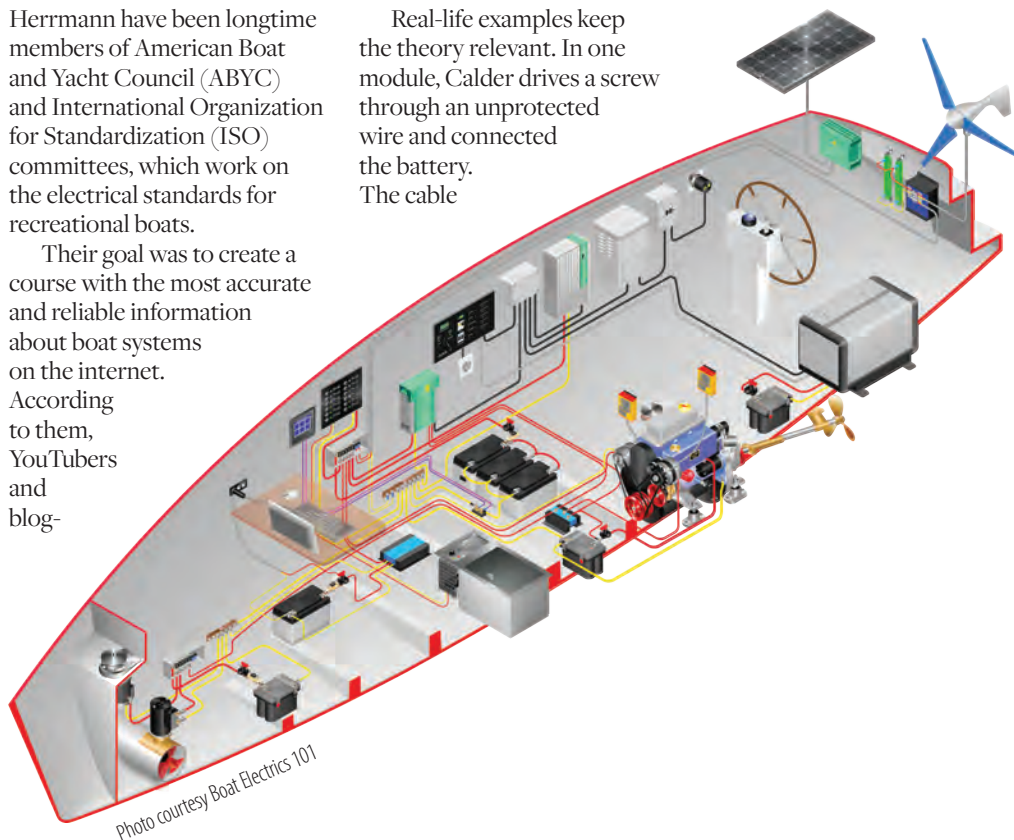 Herrmann have been longtime
members of American Boat
and Yacht Council (ABYC)
and International Organization
for Standardization (ISO)
committees, which work on
the electrical standards for
recreational boats.
Their goal was to create a
course with the most accurate
and reliable information
about boat systems
on the internet.
According
to them,
YouTubers
and
blog-
Real-life examples keep
the theory relevant. In one
module, Calder drives a screw
through an unprotected
wire and connected
the battery.
The cable
Photo courtesy Boat Electrics 101